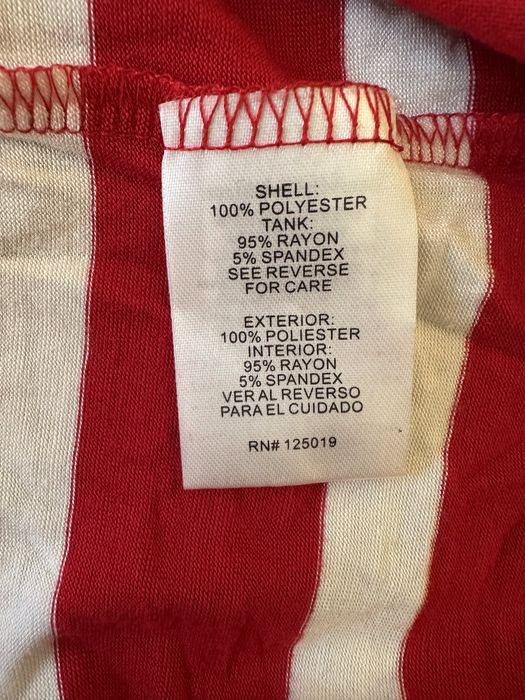 SHELL:
100% POLYESTER
TANK:
95% RAYON
5% SPANDEX
SEE REVERSE
FOR CARE
EXTERIOR:
100% POLIESTER
INTERIOR:
95% RAYON
5% SPANDEX
VER AL REVERSO
PARA EL CUIDADO
RN# 125019